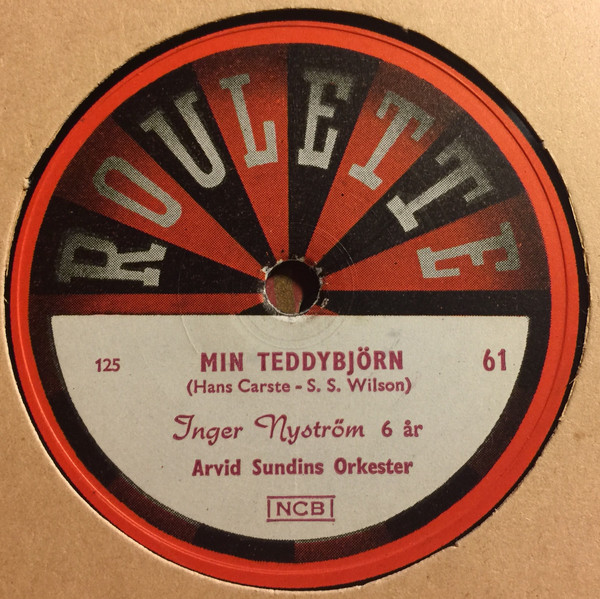 ROULETTE
125 MIN TEDDYBJÖRN 61
(Hans Carste - S. S. Wilson)
Inger Nyström 6 år
Arvid Sundins Orkester
NCB